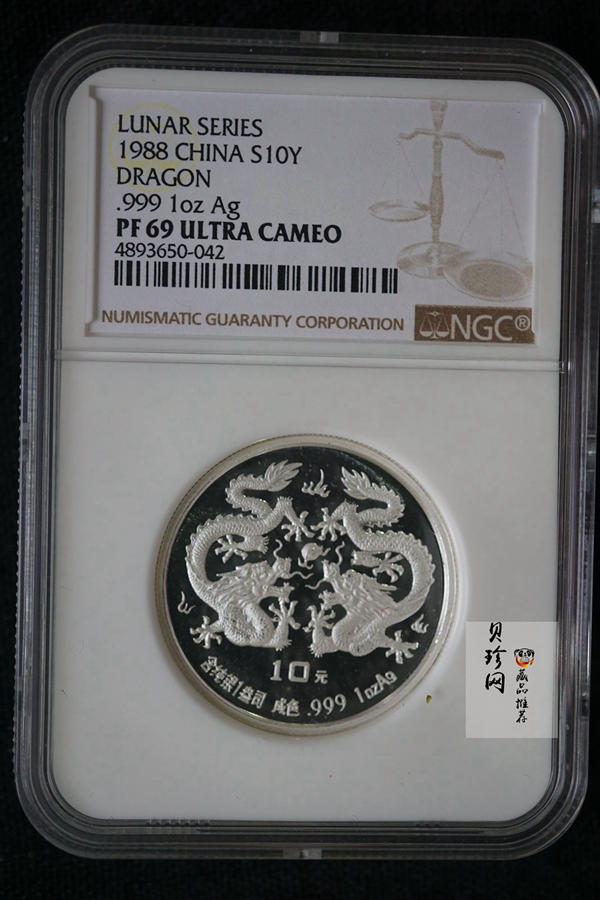 LUNAR SERIES
1988 CHINA S10Y
DRAGON
.999 1oz Ag
PF 69 ULTRA CAMEO
4893650-042
NUMISMATIC GUARANTY CORPORATION
NGC®
10元
含纯银1盎司 成色 .999 1ozAg
贝珍网
藏品推荐